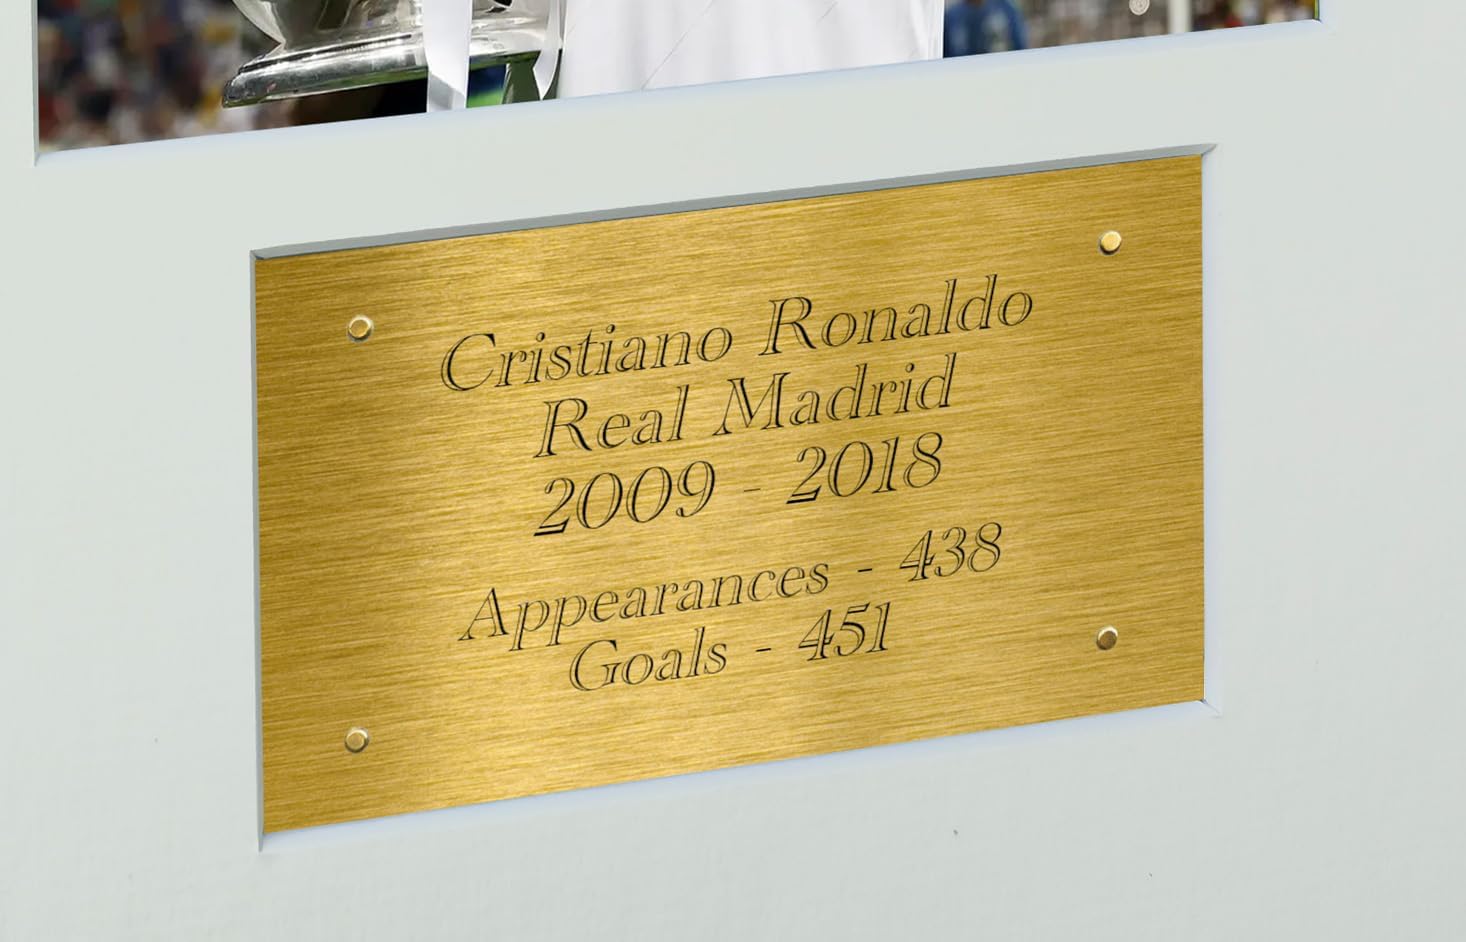 Cristiano Ronaldo
Real Madrid
2009 - 2018
Appearances - 438
Goals - 451